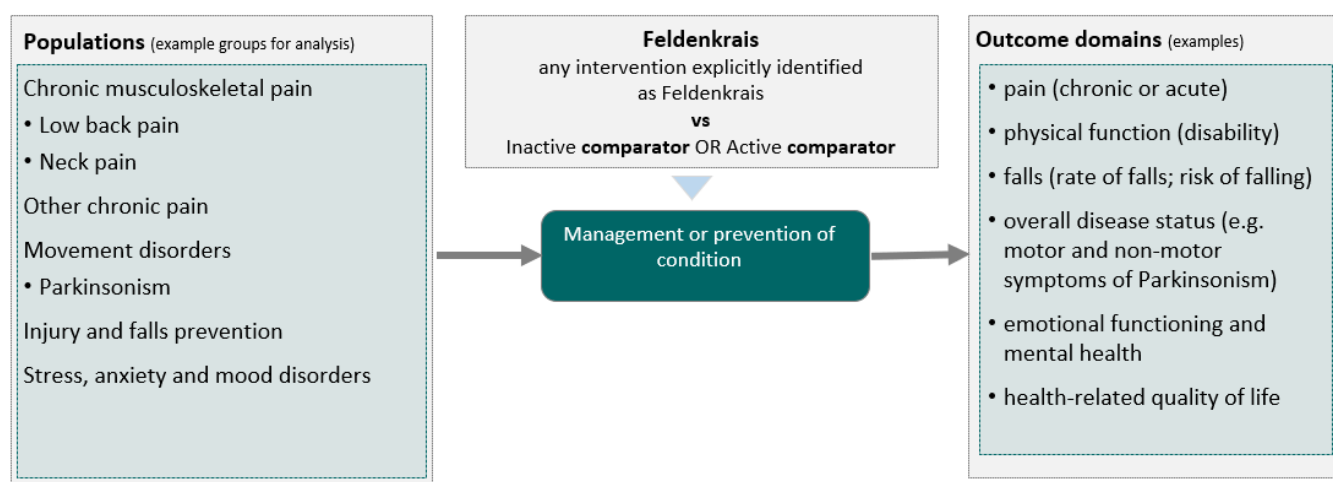 Populations (example groups for analysis)
Chronic musculoskeletal pain
• Low back pain
• Neck pain
Other chronic pain
Movement disorders
• Parkinsonism
Injury and falls prevention
Stress, anxiety and mood disorders
Feldenkrais
any intervention explicitly identified
as Feldenkrais
vs
Inactive comparator OR Active comparator
Management or prevention of
condition
Outcome domains (examples)
• pain (chronic or acute)
• physical function (disability)
• falls (rate of falls; risk of falling)
• overall disease status (e.g.
motor and non-motor
symptoms of Parkinsonism)
• emotional functioning and
mental health
• health-related quality of life